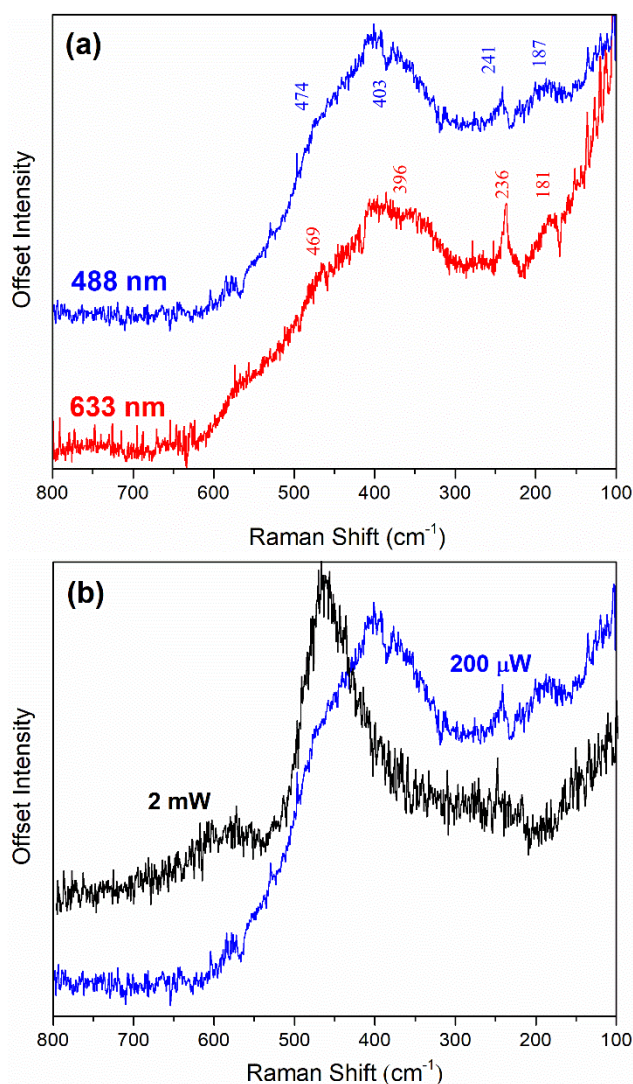 (a)
241
187
474
403
396
236
181
469
488 nm
633 nm
Offset Intensity
800 700 600 500 400 300 200 100
Raman Shift (cm⁻¹)
(b)
200 μW
2 mW
Offset Intensity
800 700 600 500 400 300 200 100
Raman Shift (cm⁻¹)